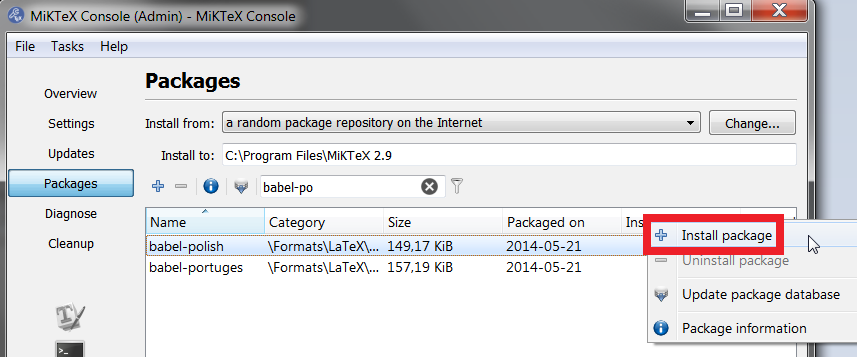 MiKTeX Console (Admin) - MiKTeX Console
File Tasks Help
Packages
Overview
Settings
Updates
Packages
Diagnose
Cleanup
Install from: a random package repository on the Internet Change...
Install to: C:\Program Files\MiKTeX 2.9
babel-po
Name Category Size Packaged on Ins
babel-polish \Formats\LaTeX\... 149,17 KiB 2014-05-21
babel-portuges \Formats\LaTeX\... 157,19 KiB 2014-05-21
Install package
Uninstall package
Update package database
Package information